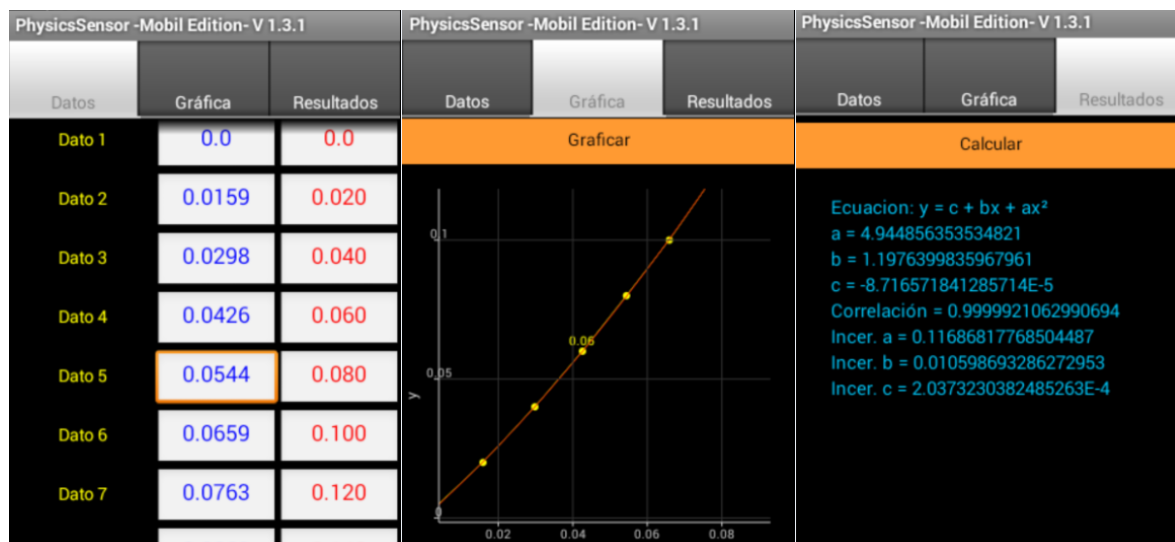 PhysicsSensor -Mobil Edition- V 1.3.1
Datos Gráfica Resultados
Dato 1 0.0 0.0
Dato 2 0.0159 0.020
Dato 3 0.0298 0.040
Dato 4 0.0426 0.060
Dato 5 0.0544 0.080
Dato 6 0.0659 0.100
Dato 7 0.0763 0.120
PhysicsSensor -Mobil Edition- V 1.3.1
Datos Gráfica Resultados
Graficar
0,1
0.06
0,05
y
0
0.02 0.04 0.06 0.08
PhysicsSensor -Mobil Edition- V 1.3.1
Datos Gráfica Resultados
Calcular
Ecuacion: y = c + bx + ax²
a = 4.944856353534821
b = 1.1976399835967961
c = -8.716571841285714E-5
Correlación = 0.9999921062990694
Incer. a = 0.11686817768504487
Incer. b = 0.010598693286272953
Incer. c = 2.0373230382485263E-4